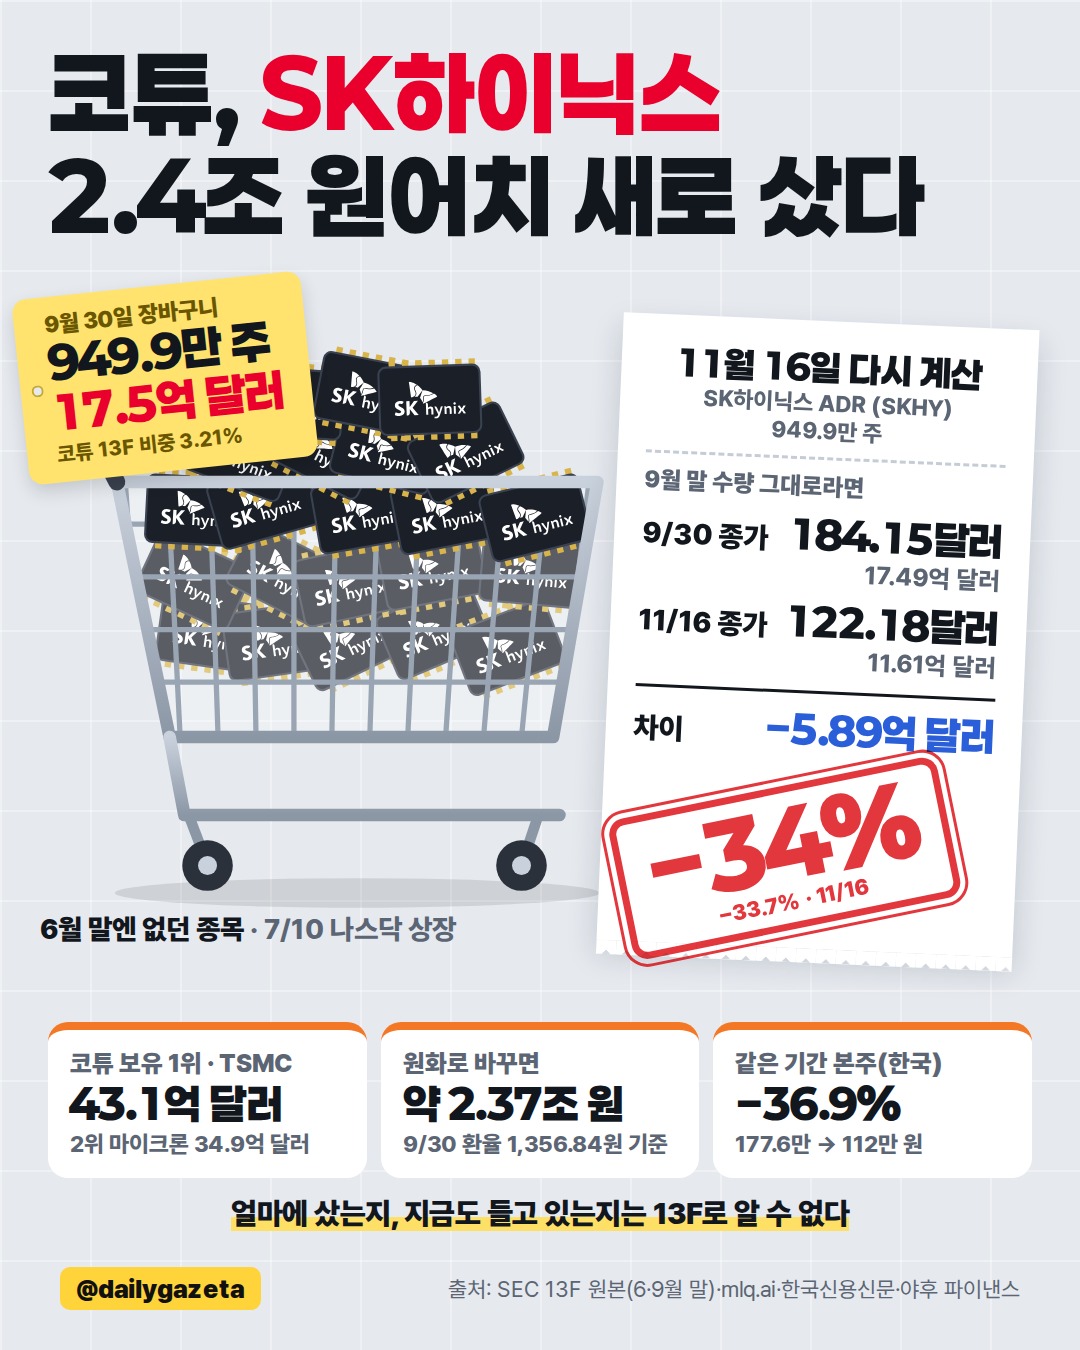 코튜, SK하이닉스
2.4조 원어치 새로 샀다
9월 30일 장바구니
949.9만 주
17.5억 달러
코튜 13F 비중 3.21%
SK hynix
11월 16일 다시 계산
SK하이닉스 ADR (SKHY)
949.9만 주
9월 말 수량 그대로라면
9/30 종가 184.15달러
17.49억 달러
11/16 종가 122.18달러
11.61억 달러
차이 −5.89억 달러
−34%
−33.7% · 11/16
6월 말엔 없던 종목 · 7/10 나스닥 상장
코튜 보유 1위 · TSMC
43.1억 달러
2위 마이크론 34.9억 달러
원화로 바꾸면
약 2.37조 원
9/30 환율 1,356.84원 기준
같은 기간 본주(한국)
−36.9%
177.6만 → 112만 원
얼마에 샀는지, 지금도 들고 있는지는 13F로 알 수 없다
@dailygazeta
출처: SEC 13F 원본(6·9월 말)·mlq.ai·한국신용신문·야후 파이낸스